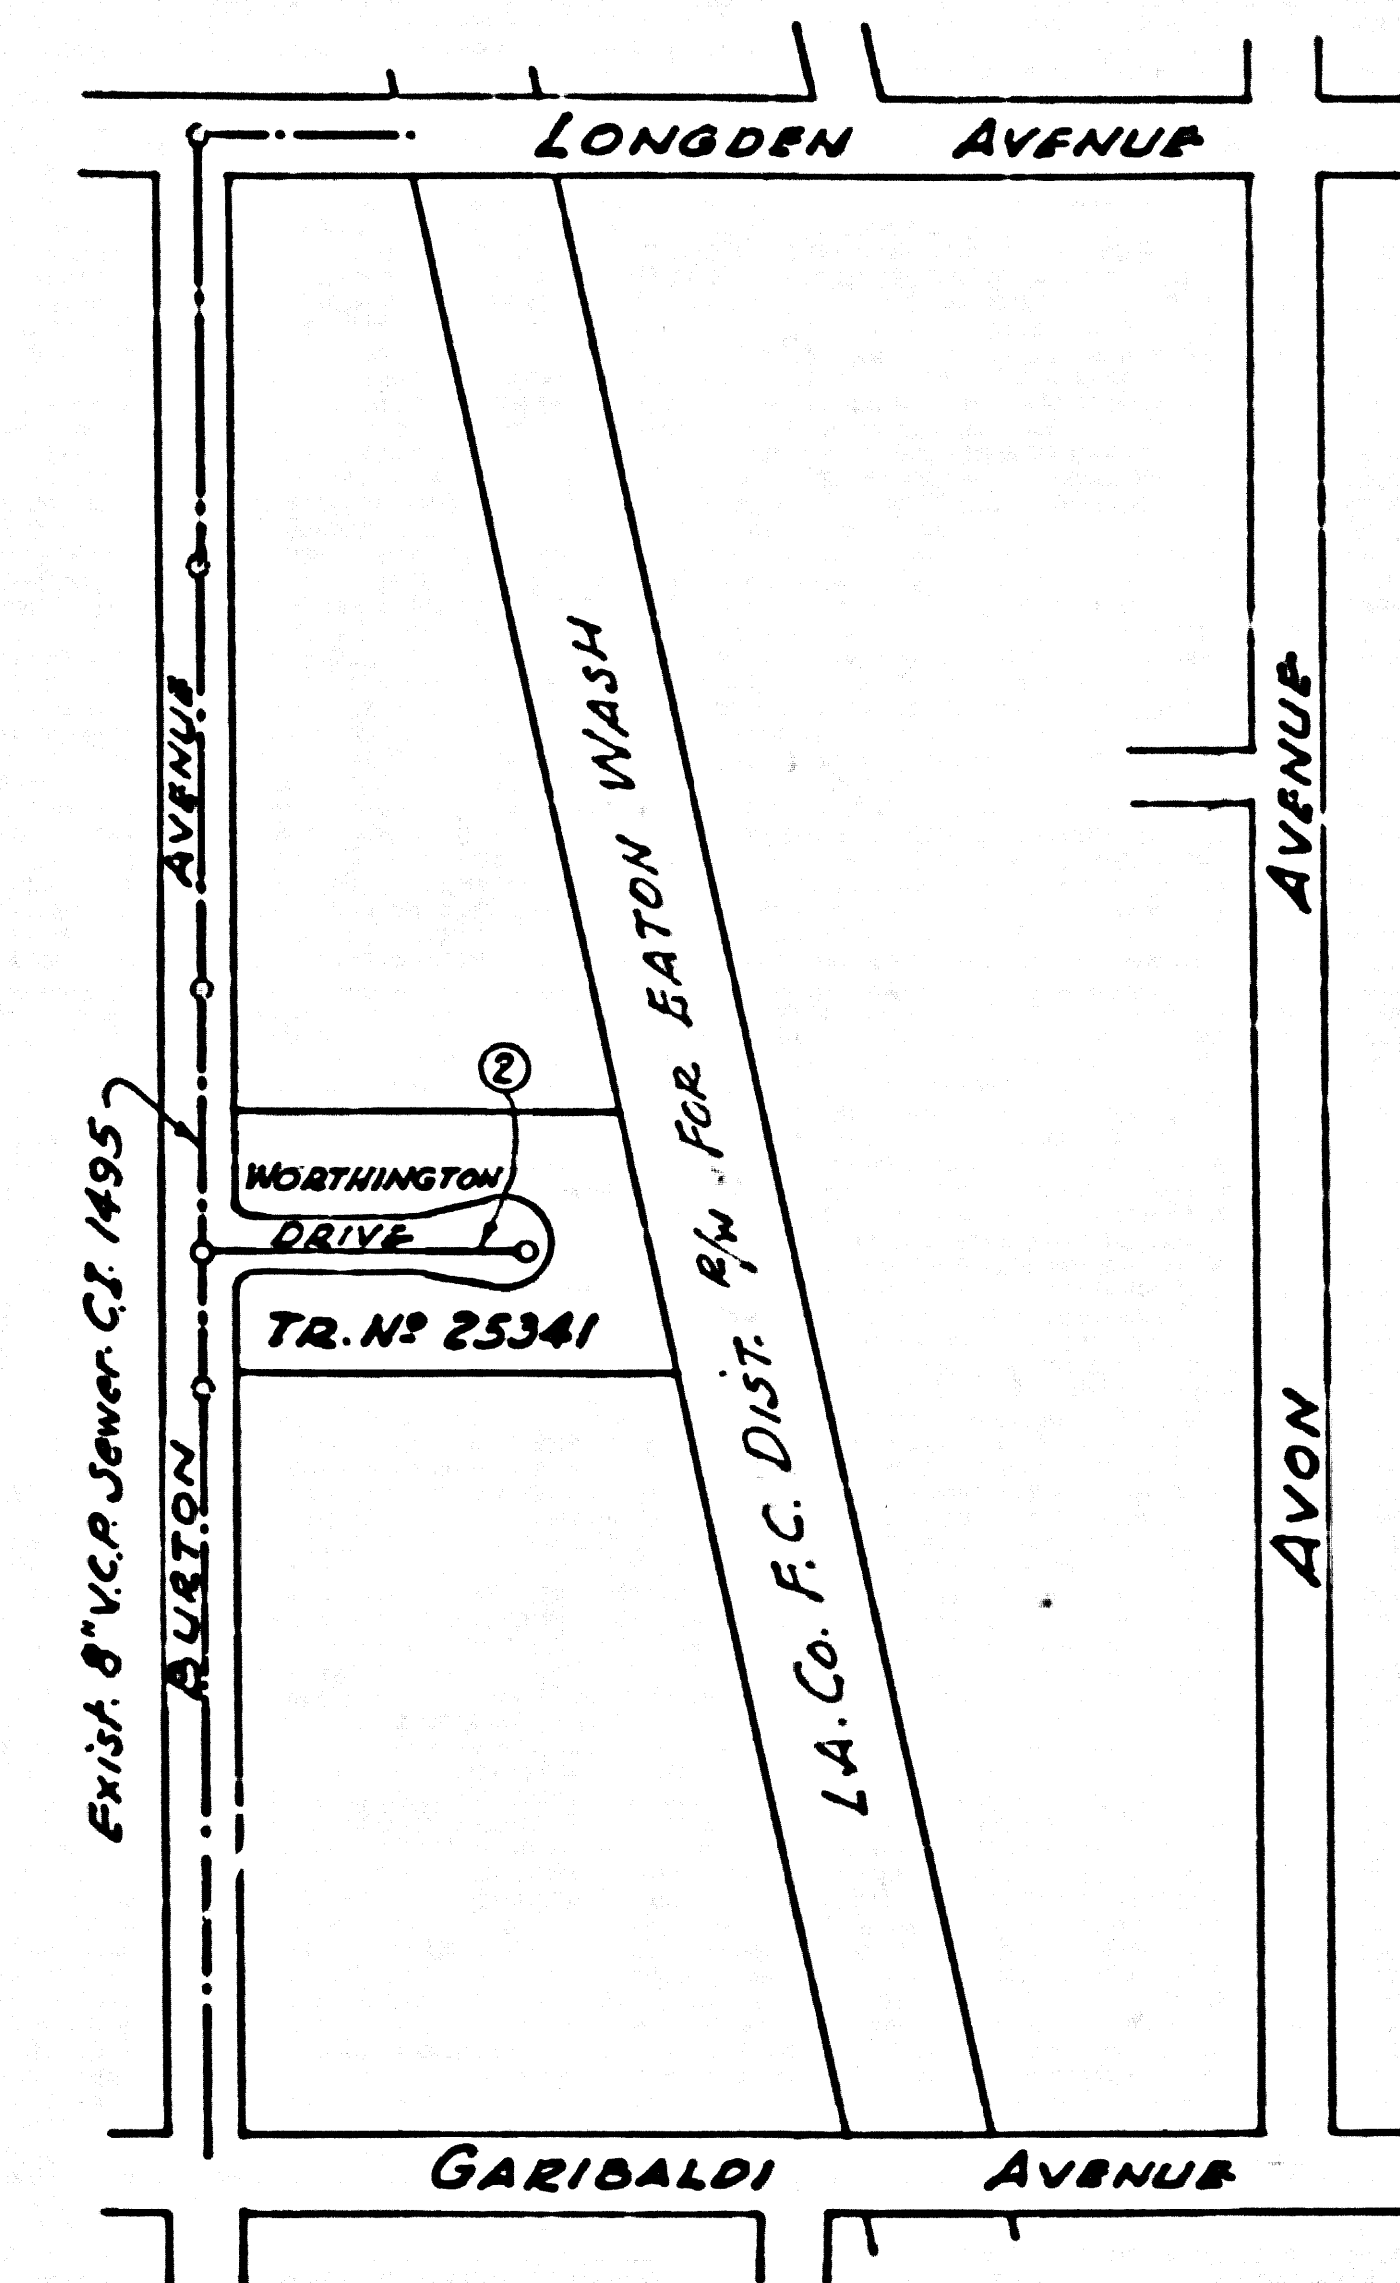 LONGDEN AVENUE
BURTON AVENUE
Exist. 8" V.C.P. Sewer. C.I. 1495
2
WORTHINGTON
DRIVE
TR. Nº 25341
L.A. Co. F. C. DIST. R/W FOR EATON WASH
AVON AVENUE
GARIBALDI AVENUE